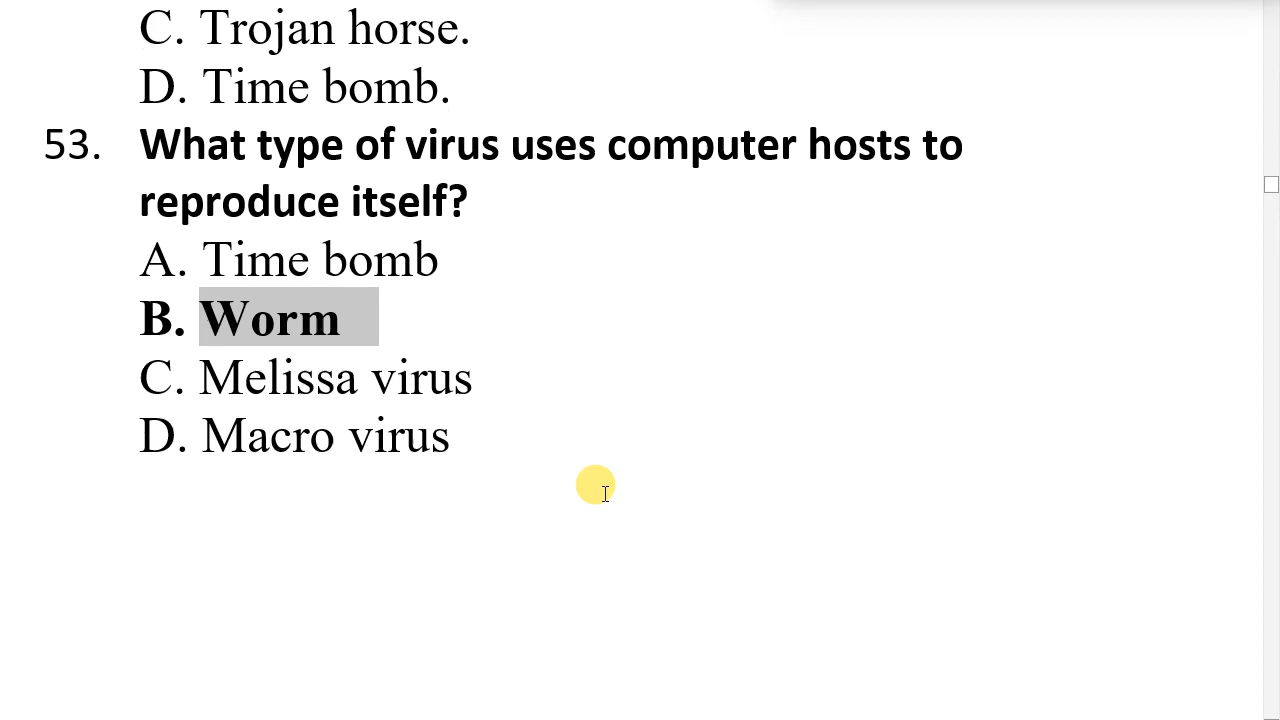 C. Trojan horse.
D. Time bomb.
53. What type of virus uses computer hosts to
reproduce itself?
A. Time bomb
B. Worm
C. Melissa virus
D. Macro virus